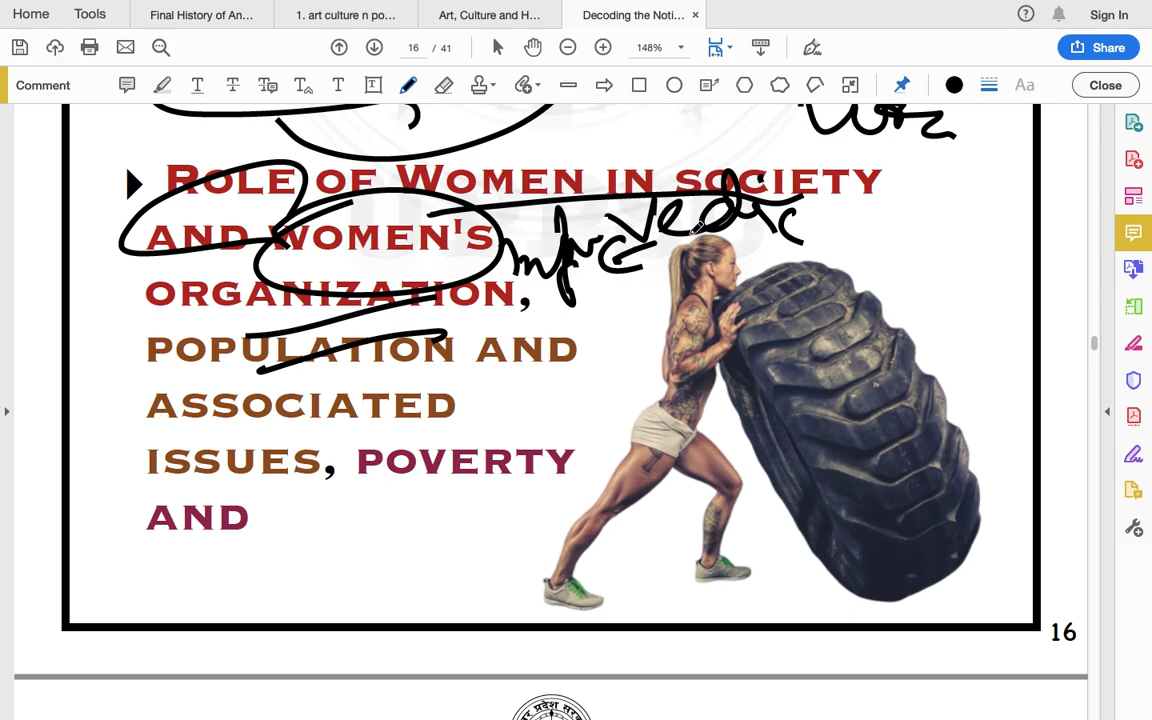 Home Tools Final History of An... 1. art culture n po... Art, Culture and H... Decoding the Noti... × Sign In
16 / 41 148% Share
Comment T T T T Aa Close
ROLE OF WOMEN IN SOCIETY
AND WOMEN'S
Vedic
ORGANIZATION,
POPULATION AND
ASSOCIATED
ISSUES, POVERTY
AND
16